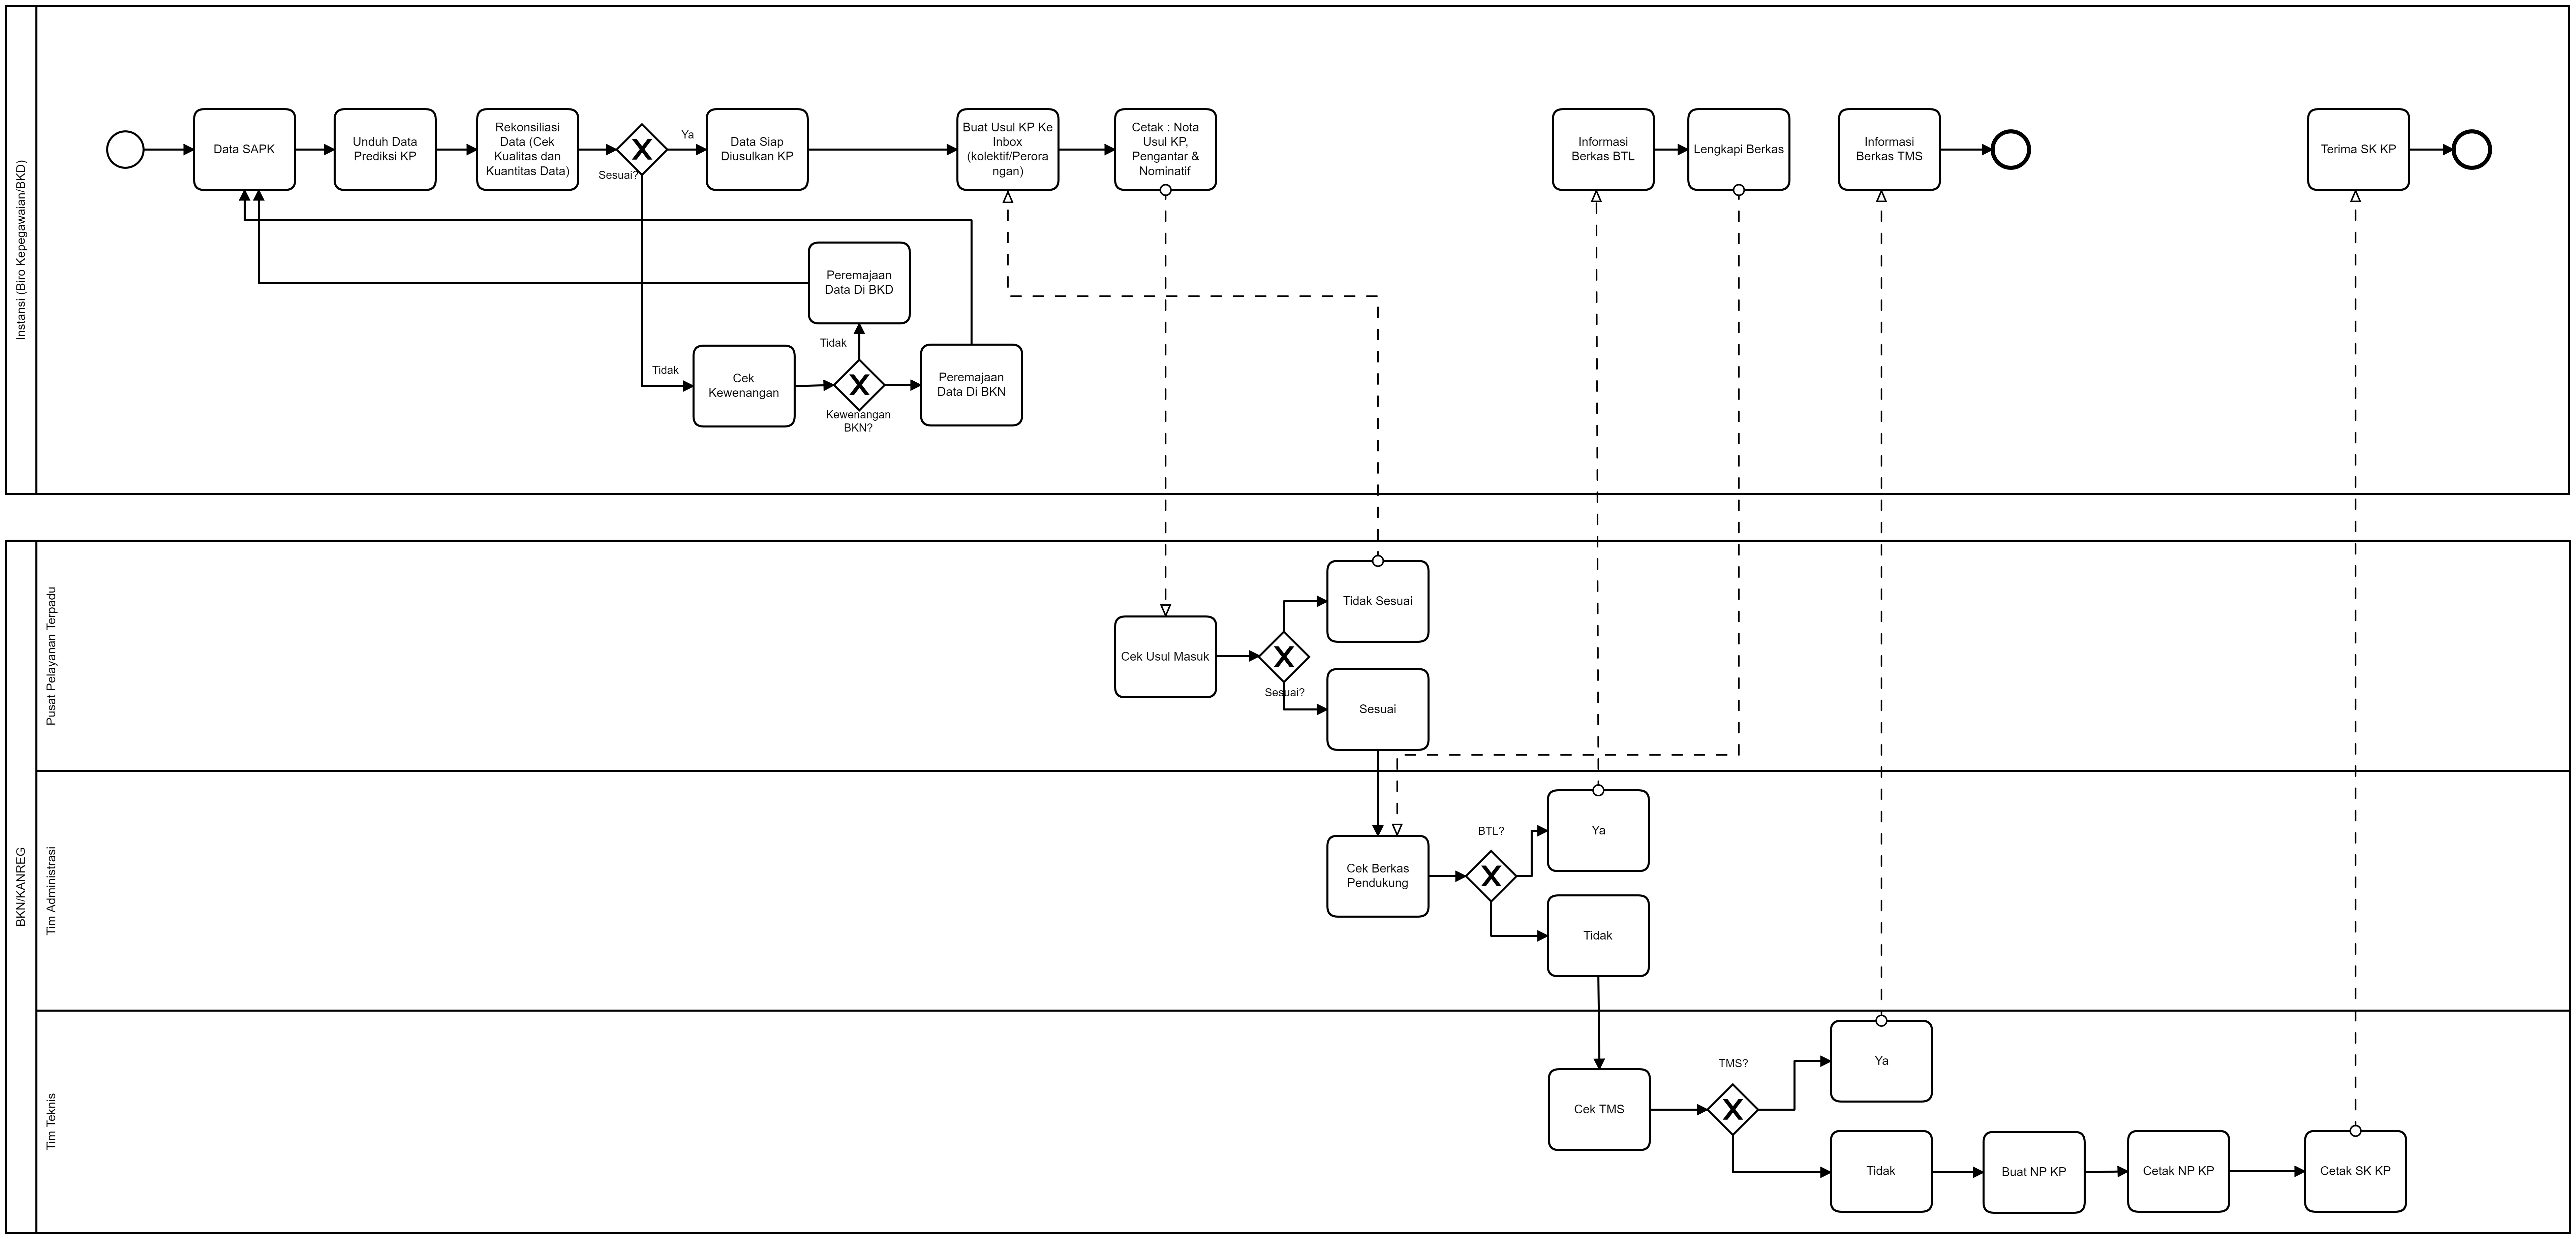 Instansi (Biro Kepegawaian/BKD)
Data SAPK
Unduh Data
Prediksi KP
Rekonsiliasi
Data (Cek
Kualitas dan
Kuantitas Data)
Sesuai?
Ya
Data Siap
Diusulkan KP
Buat Usul KP Ke
Inbox
(kolektif/Perora
ngan)
Cetak : Nota
Usul KP,
Pengantar &
Nominatif
Informasi
Berkas BTL
Lengkapi Berkas
Informasi
Berkas TMS
Terima SK KP
Peremajaan
Data Di BKD
Tidak
Tidak
Cek
Kewenangan
Kewenangan
BKN?
Peremajaan
Data Di BKN
BKN/KANREG
Pusat Pelayanan Terpadu
Cek Usul Masuk
Sesuai?
Tidak Sesuai
Sesuai
Tim Administrasi
Cek Berkas
Pendukung
BTL?
Ya
Tidak
Tim Teknis
Cek TMS
TMS?
Ya
Tidak
Buat NP KP
Cetak NP KP
Cetak SK KP